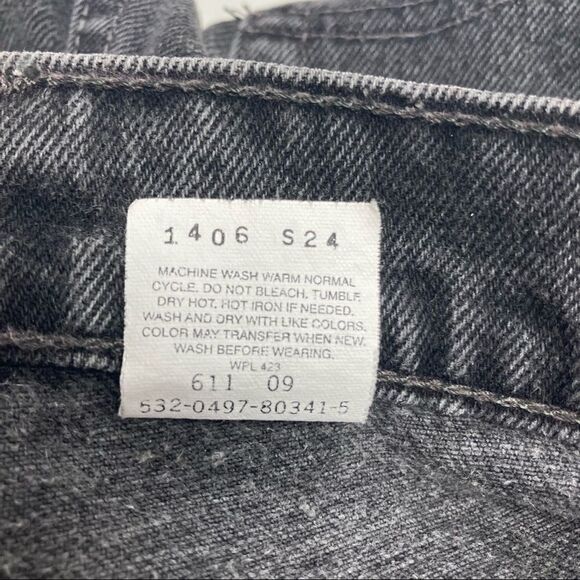 1406 S24
MACHINE WASH WARM NORMAL
CYCLE. DO NOT BLEACH. TUMBLE
DRY HOT. HOT IRON IF NEEDED.
WASH AND DRY WITH LIKE COLORS.
COLOR MAY TRANSFER WHEN NEW.
WASH BEFORE WEARING.
WPL 423
611 09
532-0497-80341-5